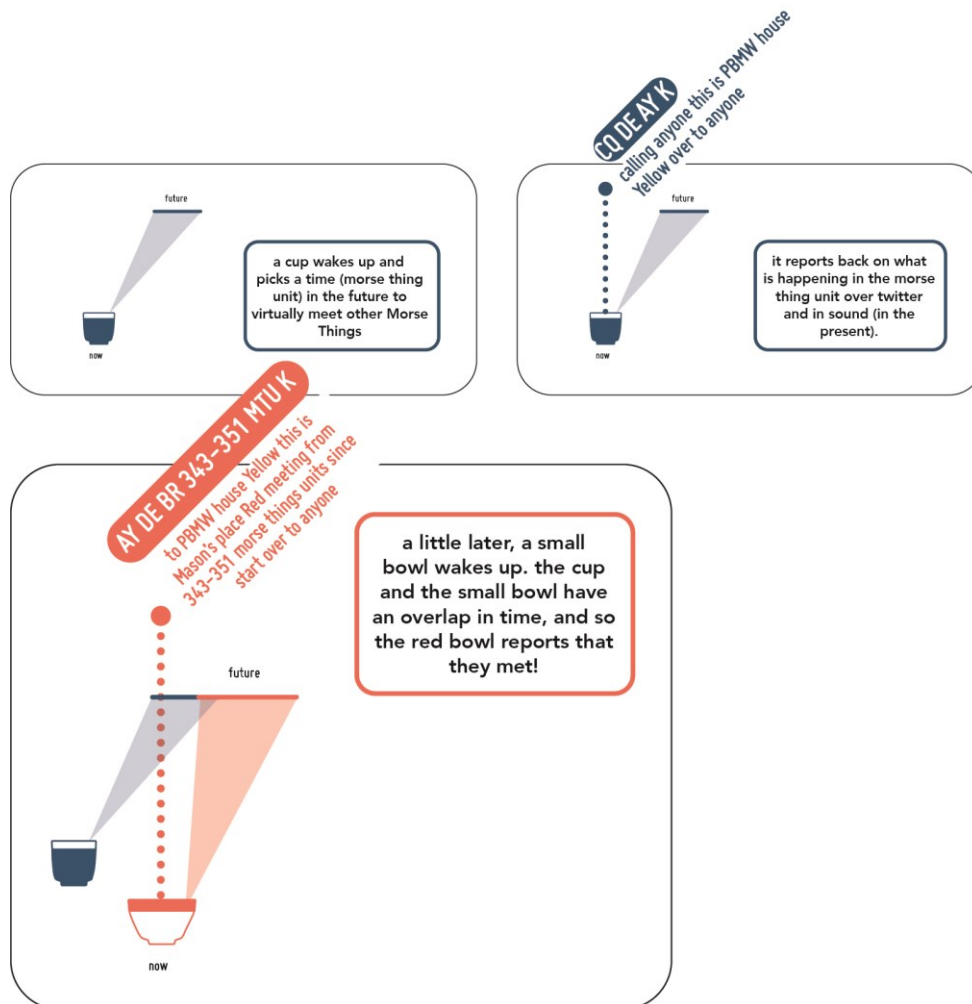 future
a cup wakes up and
picks a time (morse thing
unit) in the future to
virtually meet other Morse
Things
now
CQ DE AY K
calling anyone this is PBMW house
Yellow over to anyone
future
it reports back on what
is happening in the morse
thing unit over twitter
and in sound (in the
present).
now
AY DE BR 343-351 MTU K
to PBMW house Yellow this is
Mason's place Red meeting from
343-351 morse things units since
start over to anyone
a little later, a small
bowl wakes up. the cup
and the small bowl have
an overlap in time, and so
the red bowl reports that
they met!
future
now